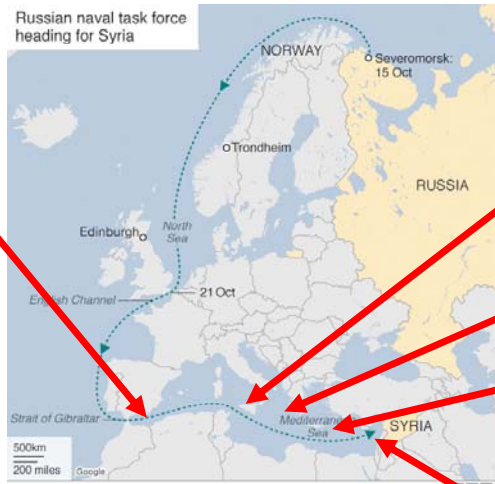 Russian naval task force
heading for Syria
NORWAY
Severomorsk:
15 Oct
Trondheim
RUSSIA
North
Sea
Edinburgh
English Channel
21 Oct
Strait of Gibraltar
Mediterranean
Sea
SYRIA
500km
200 miles
Google